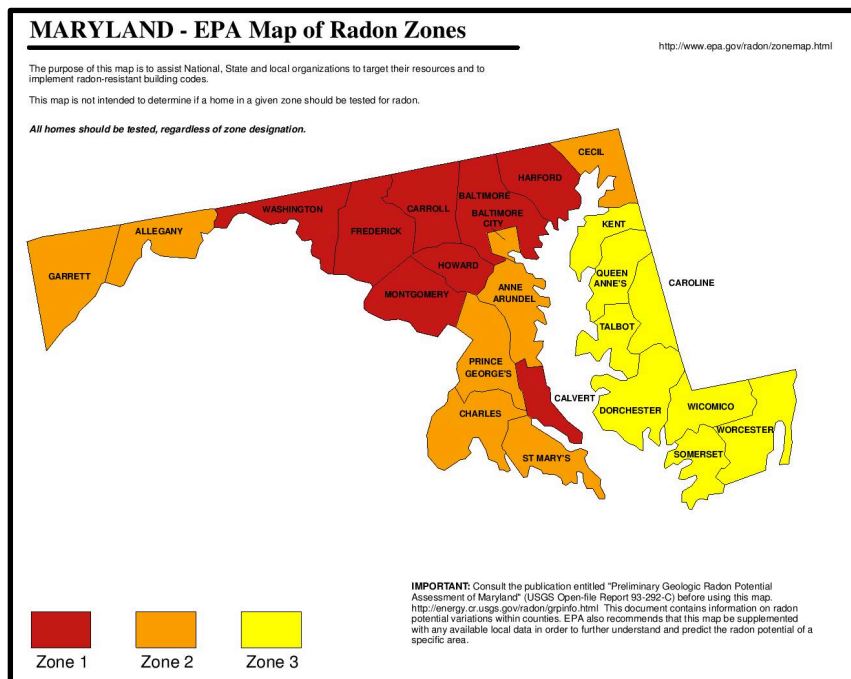 MARYLAND - EPA Map of Radon Zones
http://www.epa.gov/radon/zonemap.html
The purpose of this map is to assist National, State and local organizations to target their resources and to
implement radon-resistant building codes.
This map is not intended to determine if a home in a given zone should be tested for radon.
All homes should be tested, regardless of zone designation.
CECIL
HARFORD
BALTIMORE
CARROLL
WASHINGTON
BALTIMORE
CITY
KENT
FREDERICK
ALLEGANY
HOWARD
GARRETT
QUEEN
ANNE'S
CAROLINE
ANNE
ARUNDEL
MONTGOMERY
TALBOT
PRINCE
GEORGE'S
CALVERT
DORCHESTER
WICOMICO
CHARLES
WORCESTER
SOMERSET
ST MARY'S
IMPORTANT: Consult the publication entitled "Preliminary Geologic Radon Potential
Assessment of Maryland" (USGS Open-file Report 93-292-C) before using this map.
http://energy.cr.usgs.gov/radon/grpinfo.html This document contains information on radon
potential variations within counties. EPA also recommends that this map be supplemented
with any available local data in order to further understand and predict the radon potential of a
specific area.
Zone 1
Zone 2
Zone 3